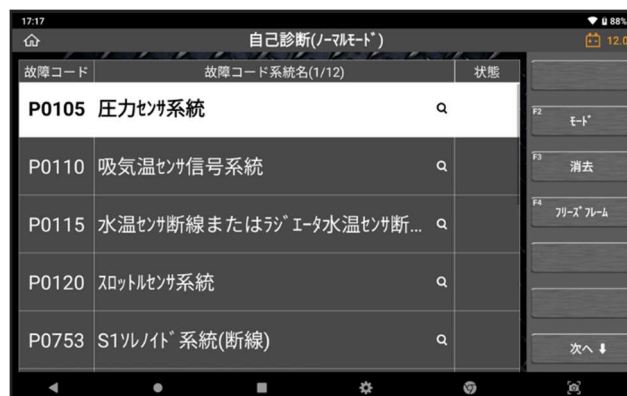 17:17
88%
自己診断(ノーマルモード)
12.0
故障コード 故障コード系統名(1/12) 状態
P0105 圧力センサ系統
P0110 吸気温センサ信号系統
P0115 水温センサ断線またはラジエータ水温センサ断...
P0120 スロットルセンサ系統
P0753 S1ソレノイド系統(断線)
F2 モード
F3 消去
F4 フリーズフレーム
次へ ⬇